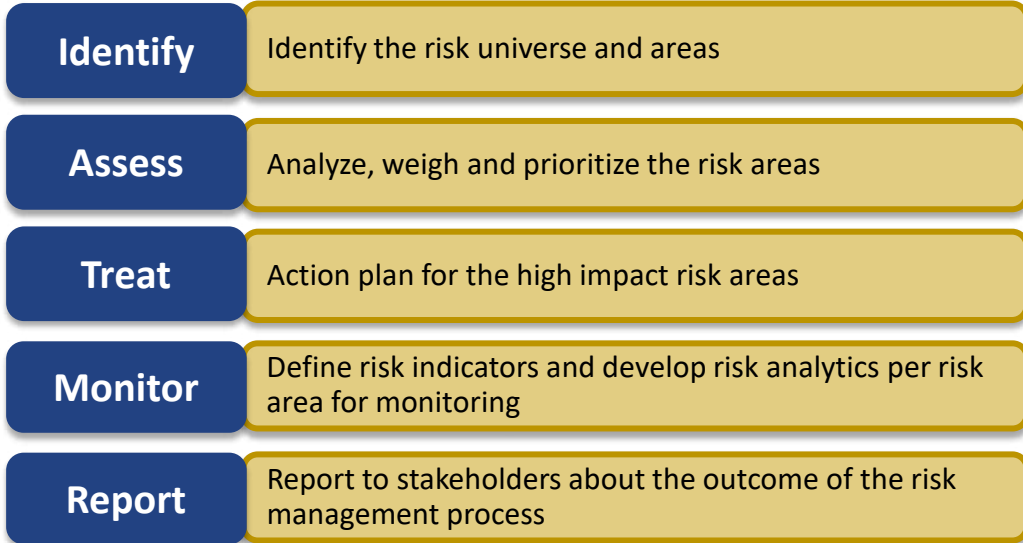 Identify
Identify the risk universe and areas
Assess
Analyze, weigh and prioritize the risk areas
Treat
Action plan for the high impact risk areas
Monitor
Define risk indicators and develop risk analytics per risk
area for monitoring
Report
Report to stakeholders about the outcome of the risk
management process